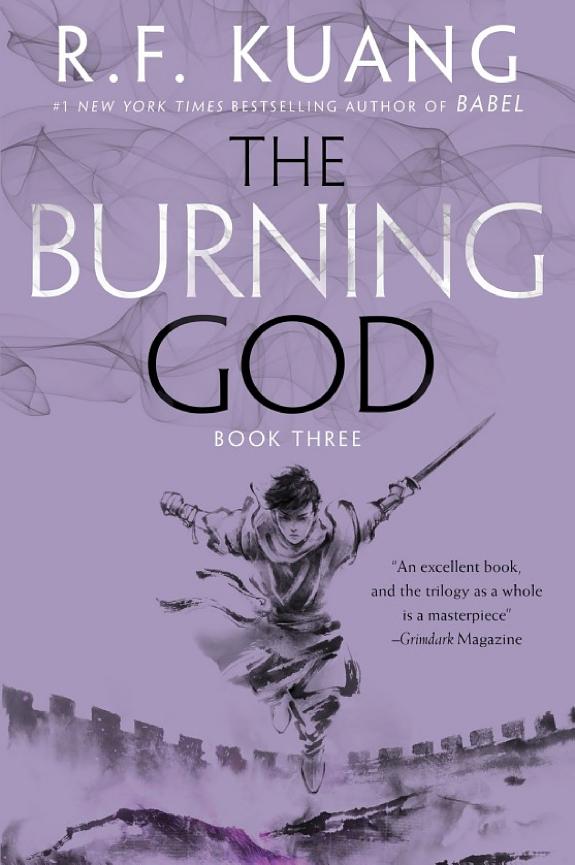 R.F. KUANG
#1 NEW YORK TIMES BESTSELLING AUTHOR OF BABEL
THE
BURNING
GOD
BOOK THREE
“An excellent book,
and the trilogy as a whole
is a masterpiece”
–Grimdark Magazine